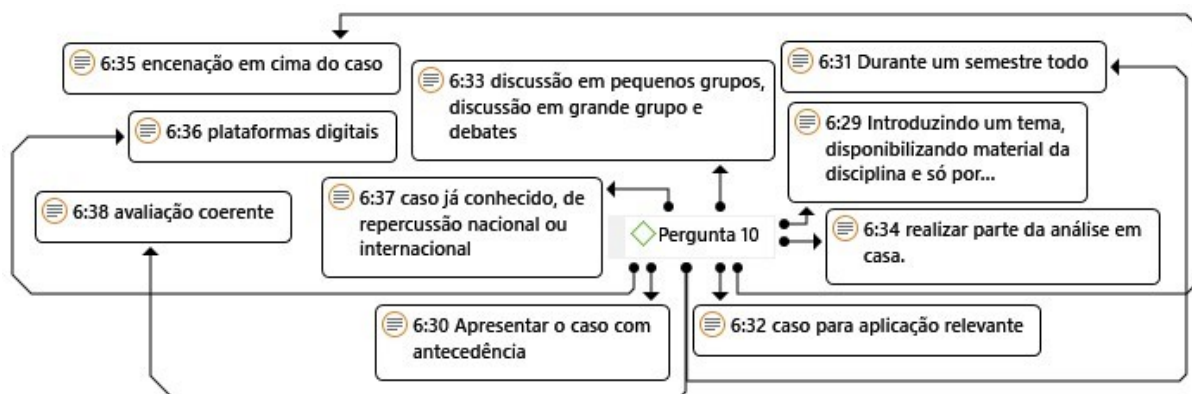 6:35 encenação em cima do caso
6:33 discussão em pequenos grupos,
discussão em grande grupo e
debates
6:31 Durante um semestre todo
6:36 plataformas digitais
6:29 Introduzindo um tema,
disponibilizando material da
disciplina e só por...
6:38 avaliação coerente
6:37 caso já conhecido, de
repercussão nacional ou
internacional
Pergunta 10
6:34 realizar parte da análise em
casa.
6:30 Apresentar o caso com
antecedência
6:32 caso para aplicação relevante